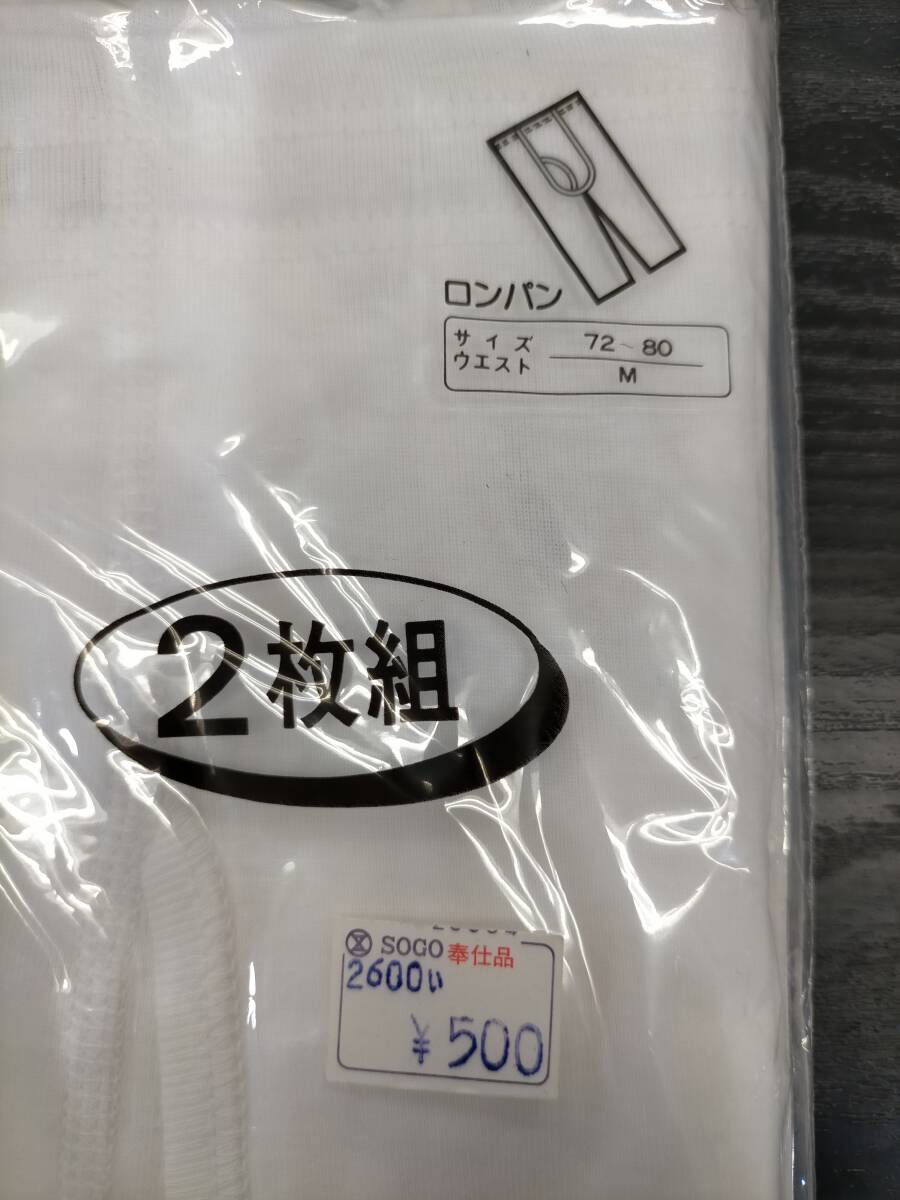 ロンパン
サイズ 72~80
ウエスト M
2枚組
SOGO 奉仕品
2600い
¥500